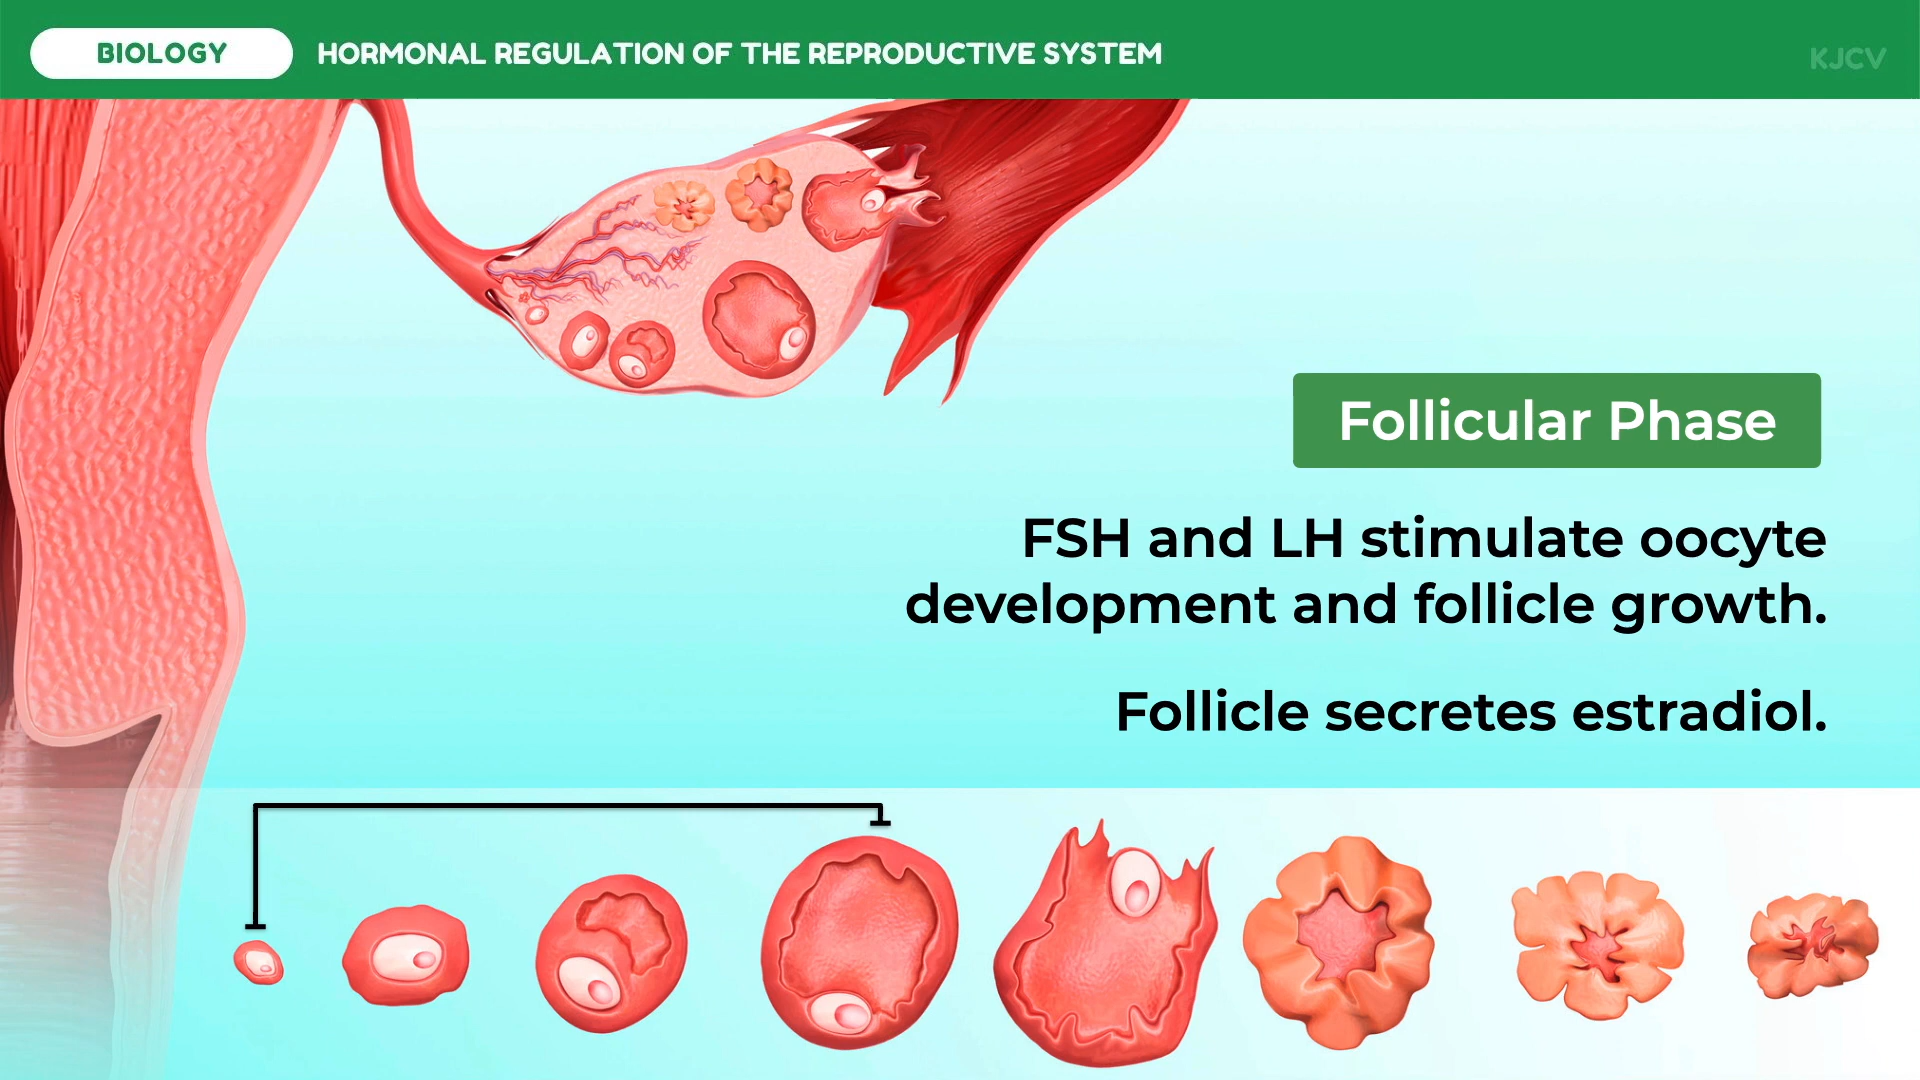 BIOLOGY
HORMONAL REGULATION OF THE REPRODUCTIVE SYSTEM
KJCV
Follicular Phase
FSH and LH stimulate oocyte
development and follicle growth.
Follicle secretes estradiol.